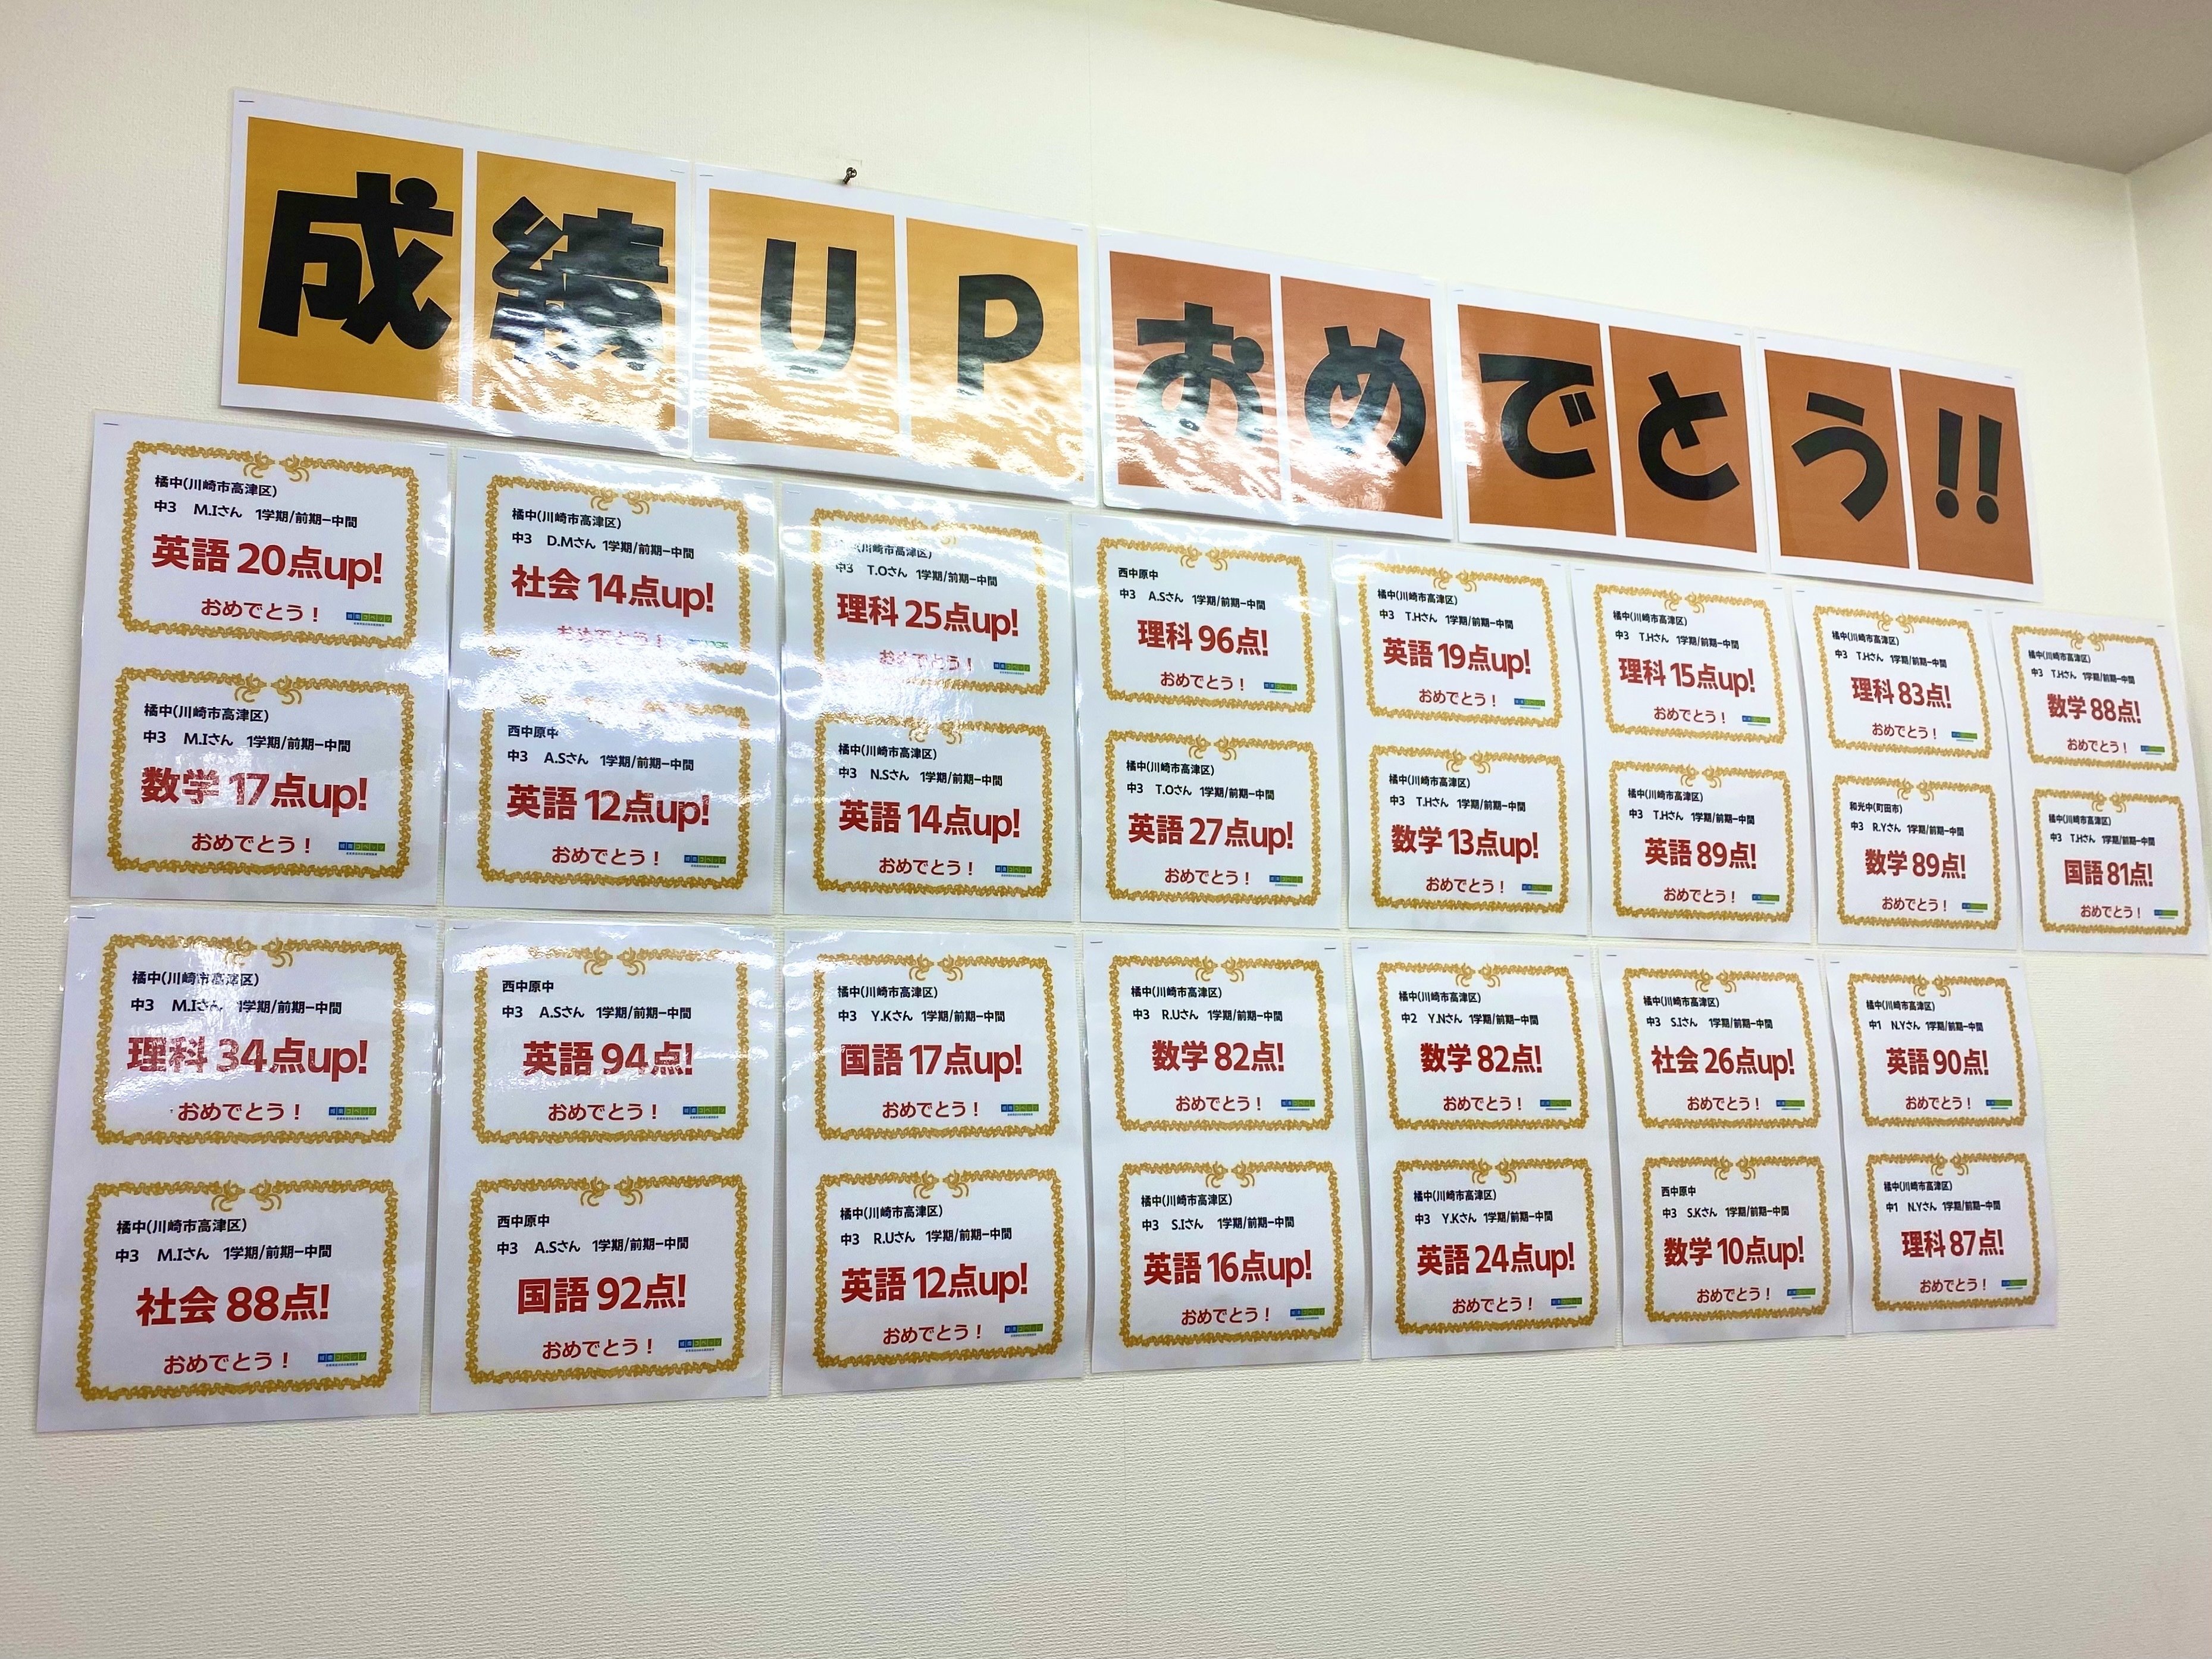 成績UPおめでとう!!
橘中(川崎市高津区)
中3 M.Iさん 1学期/前期−中間
英語 20点up!
おめでとう！
橘中(川崎市高津区)
中3 M.Iさん 1学期/前期−中間
数学 17点up!
おめでとう！
橘中(川崎市高津区)
中3 D.Mさん 1学期/前期−中間
社会 14点up!
おめでとう！
西中原中
中3 A.Sさん 1学期/前期−中間
英語 12点up!
おめでとう！
橘中(川崎市高津区)
中3 T.Oさん 1学期/前期−中間
理科 25点up!
おめでとう！
橘中(川崎市高津区)
中3 N.Sさん 1学期/前期−中間
英語 14点up!
おめでとう！
西中原中
中3 A.Sさん 1学期/前期−中間
理科 96点!
おめでとう！
橘中(川崎市高津区)
中3 T.Oさん 1学期/前期−中間
英語 27点up!
おめでとう！
橘中(川崎市高津区)
中3 T.Hさん 1学期/前期−中間
英語 19点up!
おめでとう！
橘中(川崎市高津区)
中3 T.Hさん 1学期/前期−中間
数学 13点up!
おめでとう！
橘中(川崎市高津区)
中3 T.Hさん 1学期/前期−中間
理科 15点up!
おめでとう！
橘中(川崎市高津区)
中3 T.Hさん 1学期/前期−中間
英語 89点!
おめでとう！
橘中(川崎市高津区)
中3 T.Hさん 1学期/前期−中間
理科 83点!
おめでとう！
和光中(町田市)
中3 R.Yさん 1学期/前期−中間
数学 89点!
おめでとう！
橘中(川崎市高津区)
中3 T.Hさん 1学期/前期−中間
数学 88点!
おめでとう！
橘中(川崎市高津区)
中3 T.Hさん 1学期/前期−中間
国語 81点!
おめでとう！
橘中(川崎市高津区)
中3 M.Iさん 1学期/前期−中間
理科 34点up!
おめでとう！
橘中(川崎市高津区)
中3 M.Iさん 1学期/前期−中間
社会 88点!
おめでとう！
西中原中
中3 A.Sさん 1学期/前期−中間
英語 94点!
おめでとう！
西中原中
中3 A.Sさん 1学期/前期−中間
国語 92点!
おめでとう！
橘中(川崎市高津区)
中3 Y.Kさん 1学期/前期−中間
国語 17点up!
おめでとう！
橘中(川崎市高津区)
中3 R.Uさん 1学期/前期−中間
英語 12点up!
おめでとう！
橘中(川崎市高津区)
中3 R.Uさん 1学期/前期−中間
数学 82点!
おめでとう！
橘中(川崎市高津区)
中3 S.Iさん 1学期/前期−中間
英語 16点up!
おめでとう！
橘中(川崎市高津区)
中2 Y.Nさん 1学期/前期−中間
数学 82点!
おめでとう！
橘中(川崎市高津区)
中3 Y.Kさん 1学期/前期−中間
英語 24点up!
おめでとう！
橘中(川崎市高津区)
中3 S.Iさん 1学期/前期−中間
社会 26点up!
おめでとう！
西中原中
中3 S.Kさん 1学期/前期−中間
数学 10点up!
おめでとう！
橘中(川崎市高津区)
中1 N.Yさん 1学期/前期−中間
英語 90点!
おめでとう！
橘中(川崎市高津区)
中1 N.Yさん 1学期/前期−中間
理科 87点!
おめでとう！